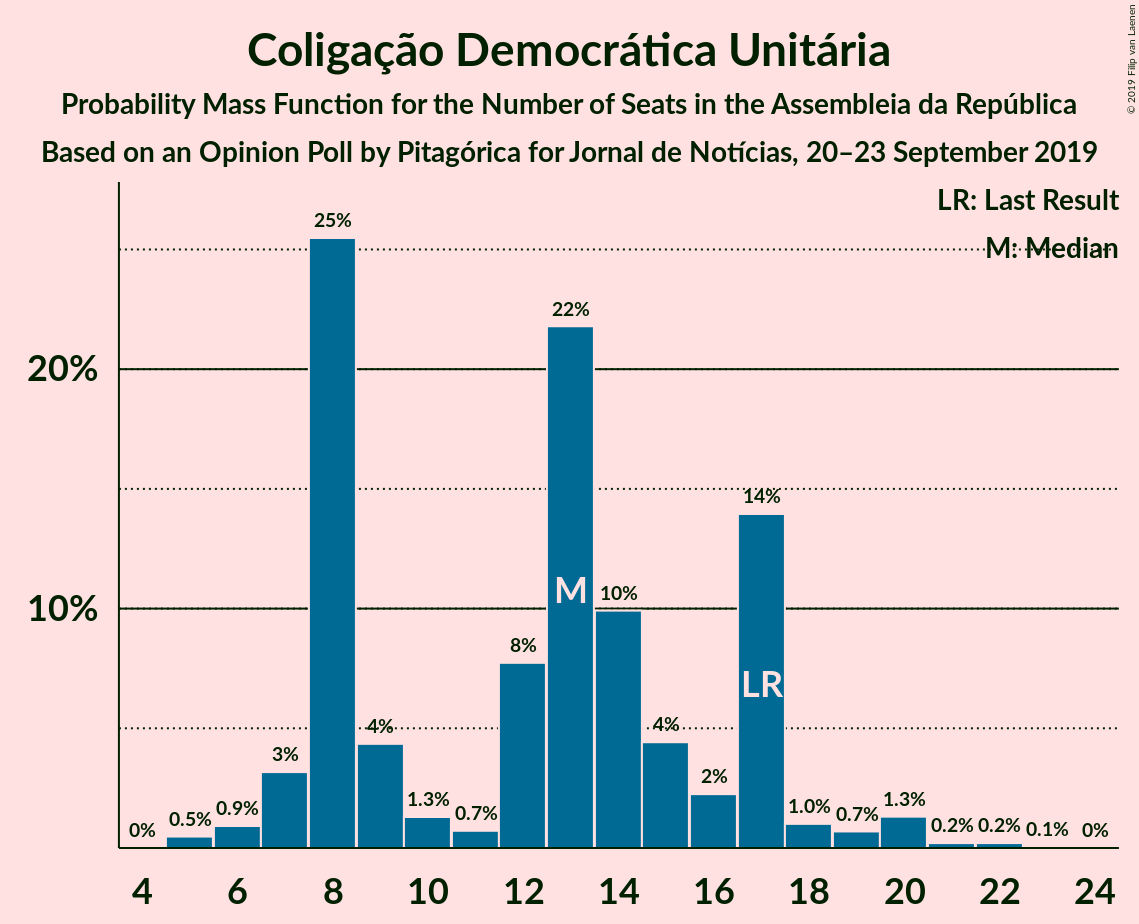 Coligação Democrática Unitária
Probability Mass Function for the Number of Seats in the Assembleia da República
Based on an Opinion Poll by Pitagórica for Jornal de Notícias, 20–23 September 2019
© 2019 Filip van Laenen
LR: Last Result
M: Median
20%
10%
0%
0.5%
0.9%
3%
25%
4%
1.3%
0.7%
8%
22%
10%
4%
2%
14%
1.0%
0.7%
1.3%
0.2%
0.2%
0.1%
0%
M
LR
4 6 8 10 12 14 16 18 20 22 24